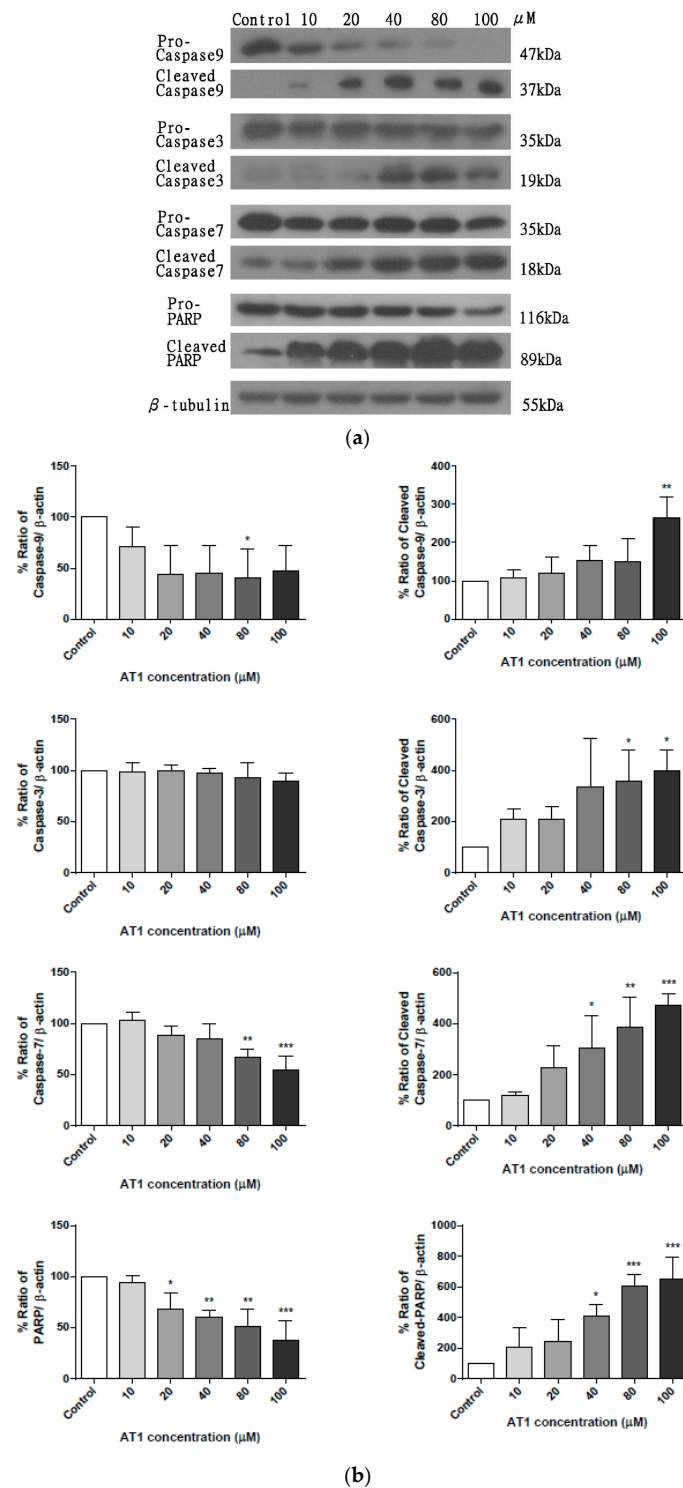 Control 10 20 40 80 100 μM
Pro-
Caspase9 47kDa
Cleaved
Caspase9 37kDa
Pro-
Caspase3 35kDa
Cleaved
Caspase3 19kDa
Pro-
Caspase7 35kDa
Cleaved
Caspase7 18kDa
Pro-
PARP 116kDa
Cleaved
PARP 89kDa
β-tubulin 55kDa
(a)
% Ratio of
Caspase-9/ β-actin
150
100
50
0
*
Control 10 20 40 80 100
AT1 concentration (μM)
% Ratio of Cleaved
Caspase-9/ β-actin
400
300
200
100
0
**
Control 10 20 40 80 100
AT1 concentration (μM)
% Ratio of
Caspase-3/ β-actin
150
100
50
0
Control 10 20 40 80 100
AT1 concentration (μM)
% Ratio of Cleaved
Caspase-3/ β-actin
600
400
200
0
* *
Control 10 20 40 80 100
AT1 concentration (μM)
% Ratio of
Caspase-7/ β-actin
150
100
50
0
** ***
Control 10 20 40 80 100
AT1 concentration (μM)
% Ratio of Cleaved
Caspase-7/ β-actin
600
400
200
0
* ** ***
Control 10 20 40 80 100
AT1 concentration (μM)
% Ratio of
PARP/ β-actin
150
100
50
0
* ** ** ***
Control 10 20 40 80 100
AT1 concentration (μM)
% Ratio of
Cleaved-PARP/ β-actin
1000
800
600
400
200
0
* *** ***
Control 10 20 40 80 100
AT1 concentration (μM)
(b)